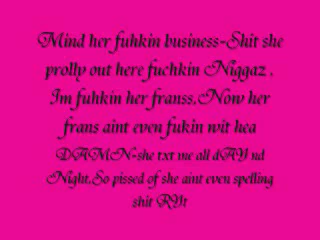 Mind her fuhkin business-Shit she
prolly out here fuchkin Niggaz .
Im fuhkin her franss,Now her
frans aint even fukin wit hea
DAMN-she txt me all dAY nd
Night,So pissed of she aint even spelling
shit RYt